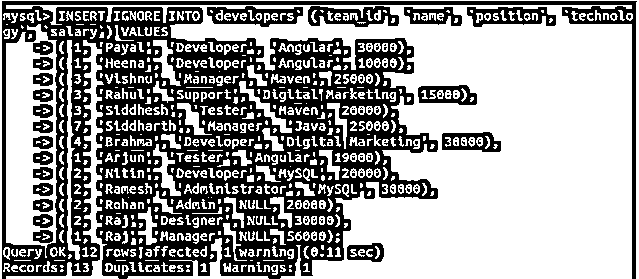 mysql> INSERT IGNORE INTO `developers` (`team_id`, `name`, `position`, `technolo
gy`, `salary`) VALUES
-> ( 1, 'Payal', 'Developer', 'Angular', 30000),
-> ( 1, 'Heena', 'Developer', 'Angular', 10000),
-> ( 3, 'Vishnu', 'Manager', 'Maven', 25000),
-> ( 3, 'Rahul', 'Support', 'Digital Marketing', 15000),
-> ( 3, 'Siddhesh', 'Tester', 'Maven', 20000),
-> ( 7, 'Siddharth', 'Manager', 'Java', 25000),
-> ( 4, 'Brahma', 'Developer', 'Digital Marketing', 30000),
-> ( 1, 'Arjun', 'Tester', 'Angular', 19000),
-> ( 2, 'Nitin', 'Developer', 'MySQL', 20000),
-> ( 2, 'Ramesh', 'Administrator', 'MySQL', 30000),
-> ( 2, 'Rohan', 'Admin', NULL, 20000),
-> ( 2, 'Raj', 'Designer', NULL, 30000),
-> ( 1, 'Raj', 'Manager', NULL, 56000);
Query OK, 12 rows affected, 1 warning (0.11 sec)
Records: 13  Duplicates: 1  Warnings: 1